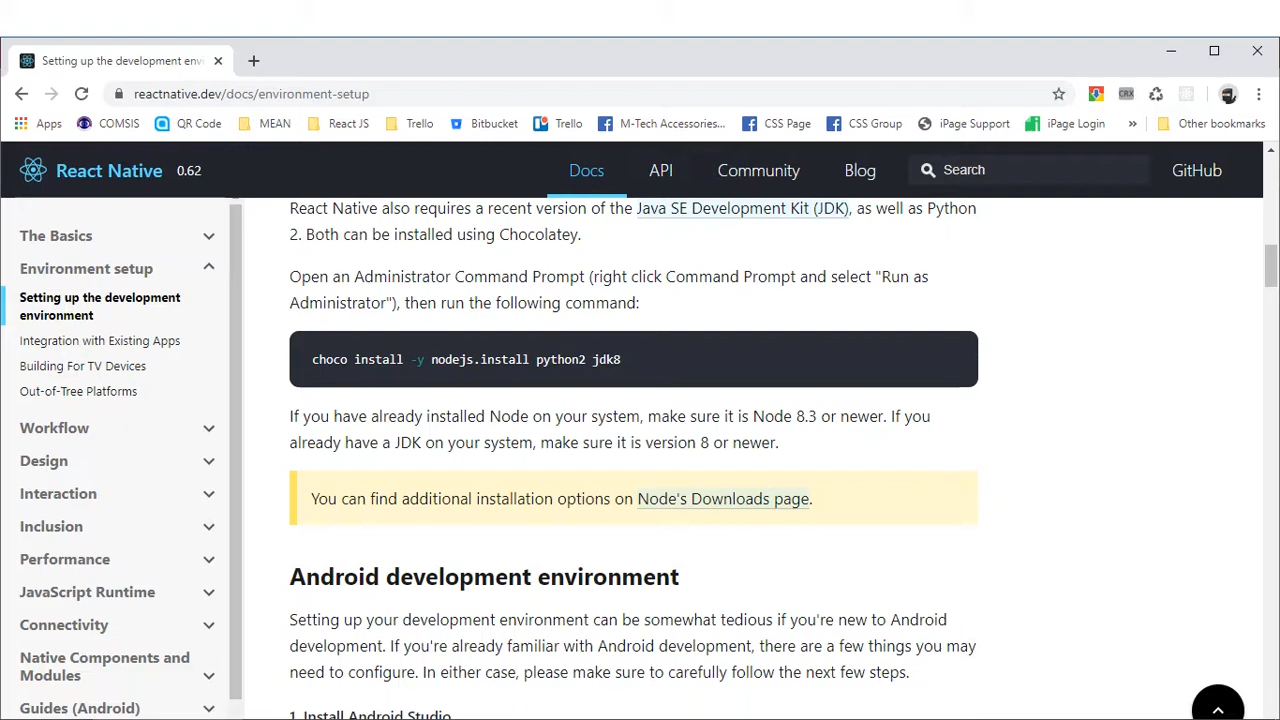 Setting up the development env
reactnative.dev/docs/environment-setup
Apps COMSIS QR Code MEAN React JS Trello Bitbucket Trello M-Tech Accessories... CSS Page CSS Group iPage Support iPage Login » Other bookmarks
CRX
React Native 0.62 Docs API Community Blog Search GitHub
The Basics
Environment setup
Setting up the development
environment
Integration with Existing Apps
Building For TV Devices
Out-of-Tree Platforms
Workflow
Design
Interaction
Inclusion
Performance
JavaScript Runtime
Connectivity
Native Components and
Modules
Guides (Android)
React Native also requires a recent version of the Java SE Development Kit (JDK), as well as Python
2. Both can be installed using Chocolatey.
Open an Administrator Command Prompt (right click Command Prompt and select "Run as
Administrator"), then run the following command:
choco install -y nodejs.install python2 jdk8
If you have already installed Node on your system, make sure it is Node 8.3 or newer. If you
already have a JDK on your system, make sure it is version 8 or newer.
You can find additional installation options on Node's Downloads page.
Android development environment
Setting up your development environment can be somewhat tedious if you're new to Android
development. If you're already familiar with Android development, there are a few things you may
need to configure. In either case, please make sure to carefully follow the next few steps.
1. Install Android Studio